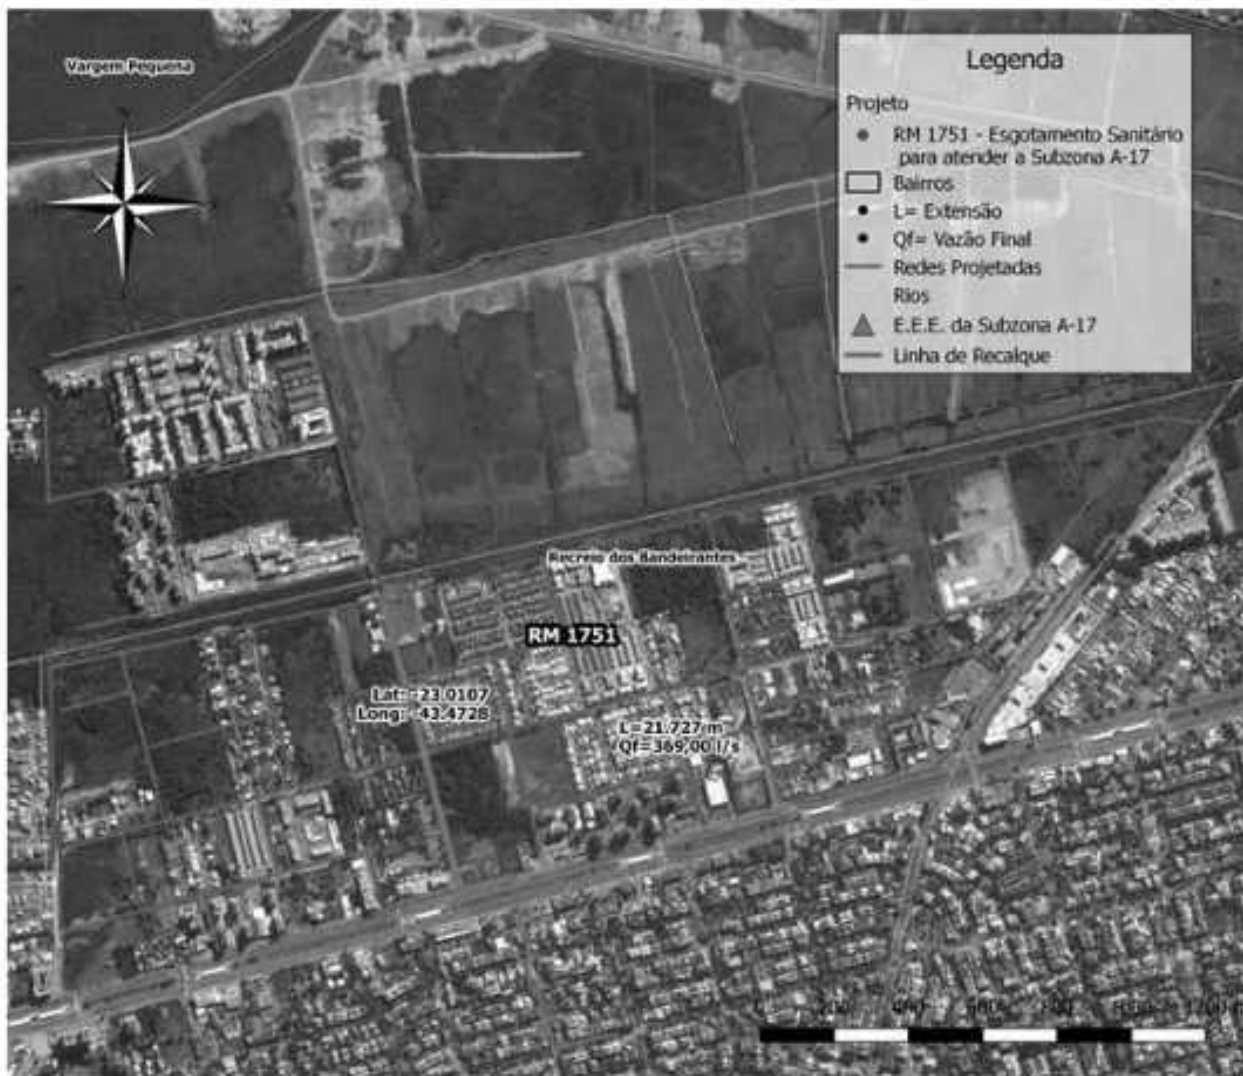 Vargem Pequena
Legenda
Projeto
RM 1751 - Esgotamento Sanitário
para atender a Subzona A-17
Bairros
L= Extensão
Qf= Vazão Final
Redes Projetadas
Rios
E.E.E. da Subzona A-17
Linha de Recalque
Recreio dos Bandeirantes
RM 1751
Lat: -23.0107
Long: -43.4728
L=21.727 m
Qf=369,00 l/s